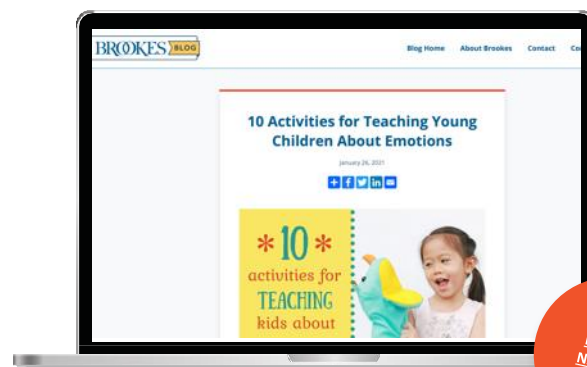 BROOKES BLOG
Blog Home About Brookes Contact
10 Activities for Teaching Young
Children About Emotions
January 26, 2021
* 10 *
activities for
TEACHING
kids about